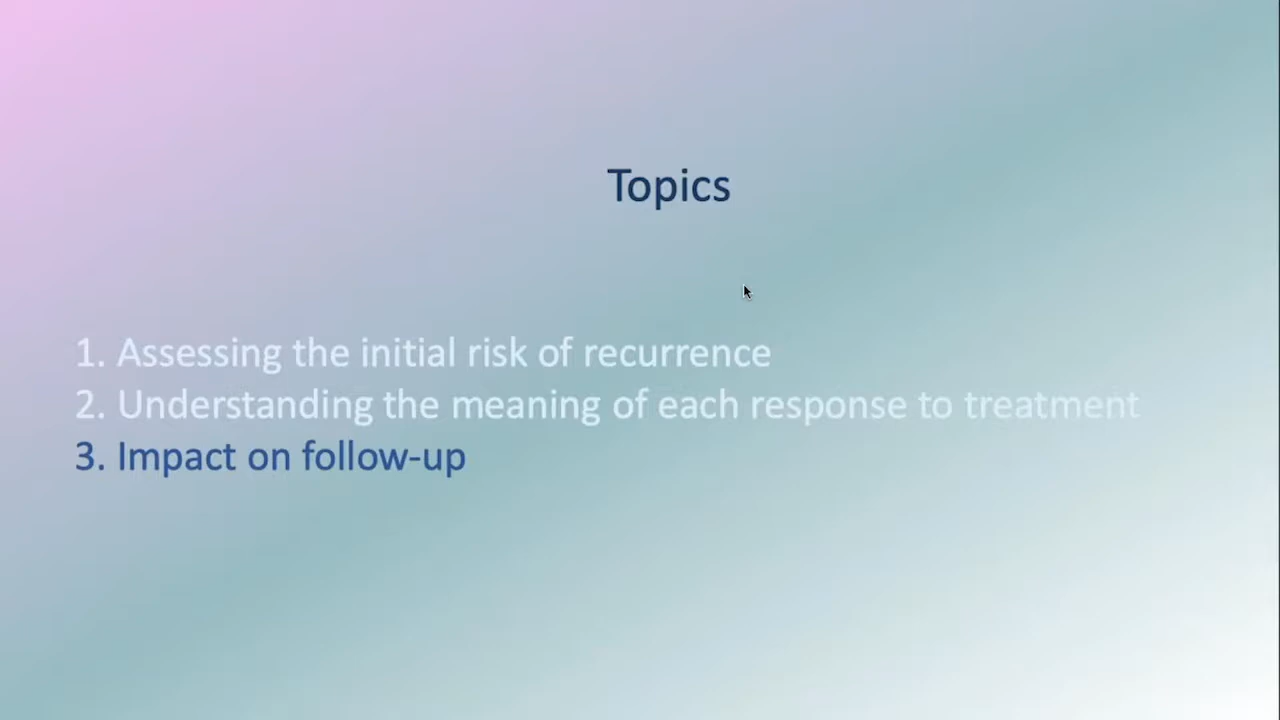 Topics
1. Assessing the initial risk of recurrence
2. Understanding the meaning of each response to treatment
3. Impact on follow-up